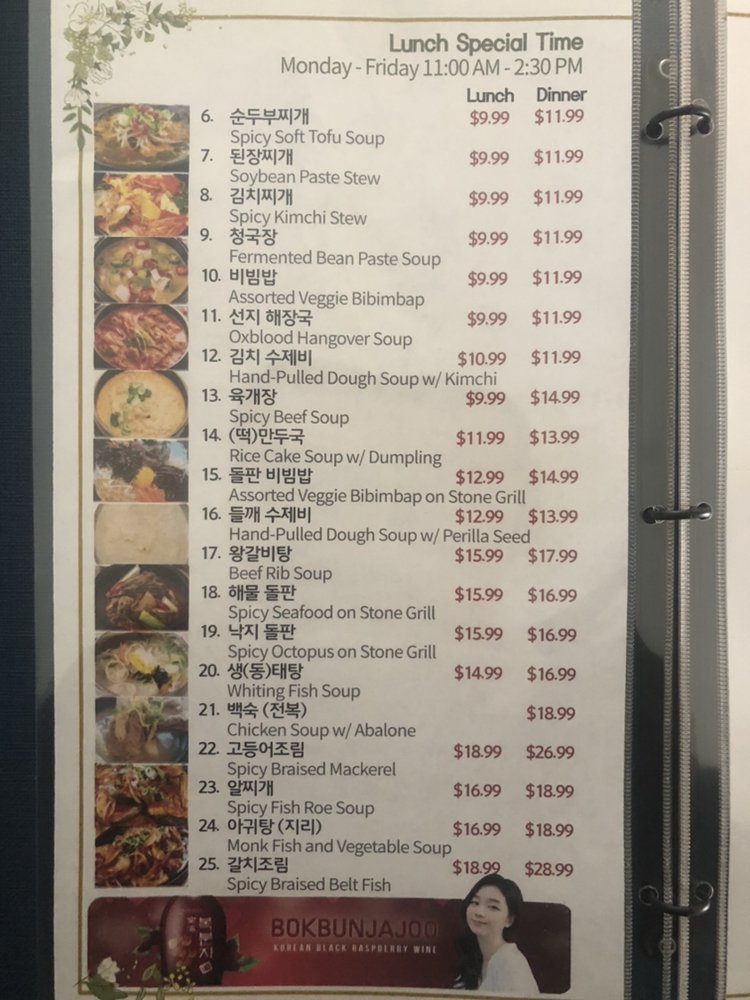 Lunch Special Time
Monday - Friday 11:00 AM - 2:30 PM
Lunch Dinner
6. 순두부찌개 $9.99 $11.99
Spicy Soft Tofu Soup
7. 된장찌개 $9.99 $11.99
Soybean Paste Stew
8. 김치찌개 $9.99 $11.99
Spicy Kimchi Stew
9. 청국장 $9.99 $11.99
Fermented Bean Paste Soup
10. 비빔밥 $9.99 $11.99
Assorted Veggie Bibimbap
11. 선지 해장국 $9.99 $11.99
Oxblood Hangover Soup
12. 김치 수제비 $10.99 $11.99
Hand-Pulled Dough Soup w/ Kimchi
13. 육개장 $9.99 $14.99
Spicy Beef Soup
14. (떡)만두국 $11.99 $13.99
Rice Cake Soup w/ Dumpling
15. 돌판 비빔밥 $12.99 $14.99
Assorted Veggie Bibimbap on Stone Grill
16. 들깨 수제비 $12.99 $13.99
Hand-Pulled Dough Soup w/ Perilla Seed
17. 왕갈비탕 $15.99 $17.99
Beef Rib Soup
18. 해물 돌판 $15.99 $16.99
Spicy Seafood on Stone Grill
19. 낙지 돌판 $15.99 $16.99
Spicy Octopus on Stone Grill
20. 생(동)태탕 $14.99 $16.99
Whiting Fish Soup
21. 백숙 (전복) $18.99
Chicken Soup w/ Abalone
22. 고등어조림 $18.99 $26.99
Spicy Braised Mackerel
23. 알찌개 $16.99 $18.99
Spicy Fish Roe Soup
24. 아귀탕 (지리) $16.99 $18.99
Monk Fish and Vegetable Soup
25. 갈치조림 $18.99 $28.99
Spicy Braised Belt Fish
복분자
BOKBUNJAJOO
KOREAN BLACK RASPBERRY WINE